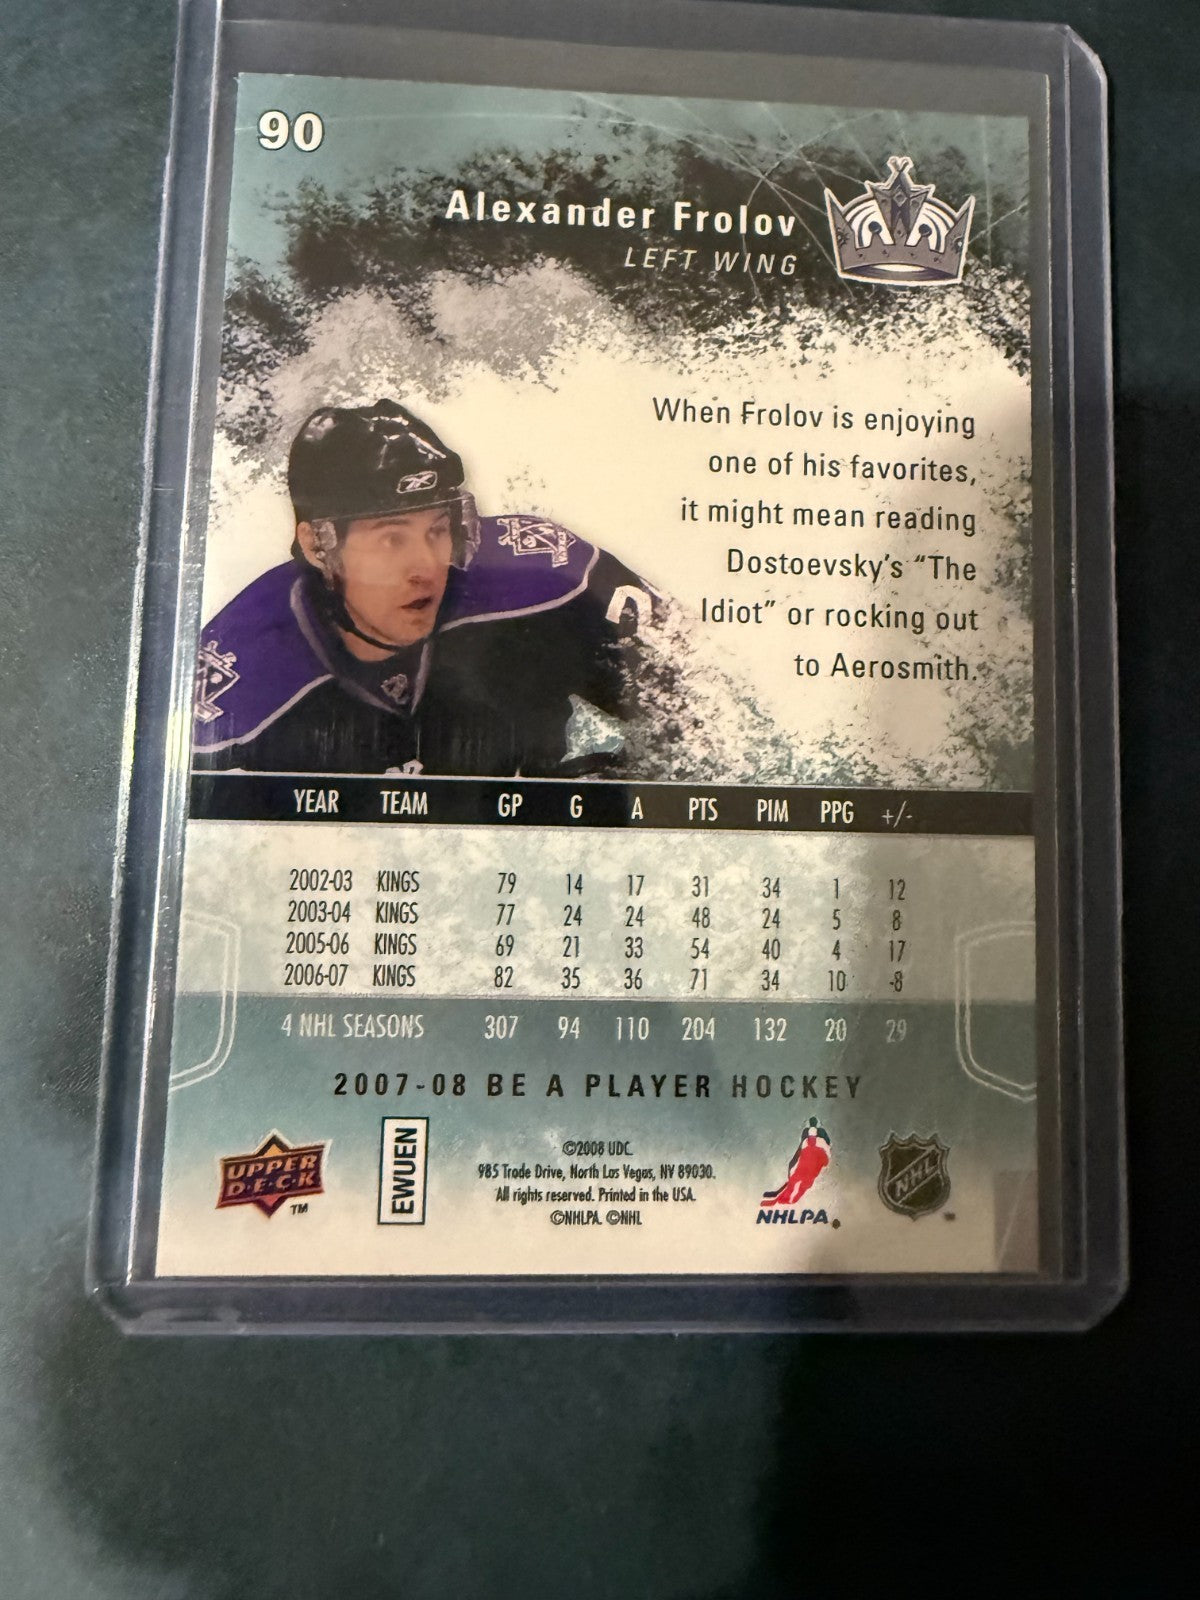 90
Alexander Frolov
LEFT WING
When Frolov is enjoying
one of his favorites,
it might mean reading
Dostoevsky's “The
Idiot” or rocking out
to Aerosmith.
YEAR TEAM GP G A PTS PIM PPG +/-
2002-03 KINGS 79 14 17 31 34 1 12
2003-04 KINGS 77 24 24 48 24 5 8
2005-06 KINGS 69 21 33 54 40 4 17
2006-07 KINGS 82 35 36 71 34 10 -8
4 NHL SEASONS 307 94 110 204 132 20 29
2007-08 BE A PLAYER HOCKEY
UPPER
D·E·C·K
TM
EWUEN
©2008 UDC.
985 Trade Drive, North Las Vegas, NV 89030.
All rights reserved. Printed in the USA.
©NHLPA. ©NHL
NHLPA®
NHL